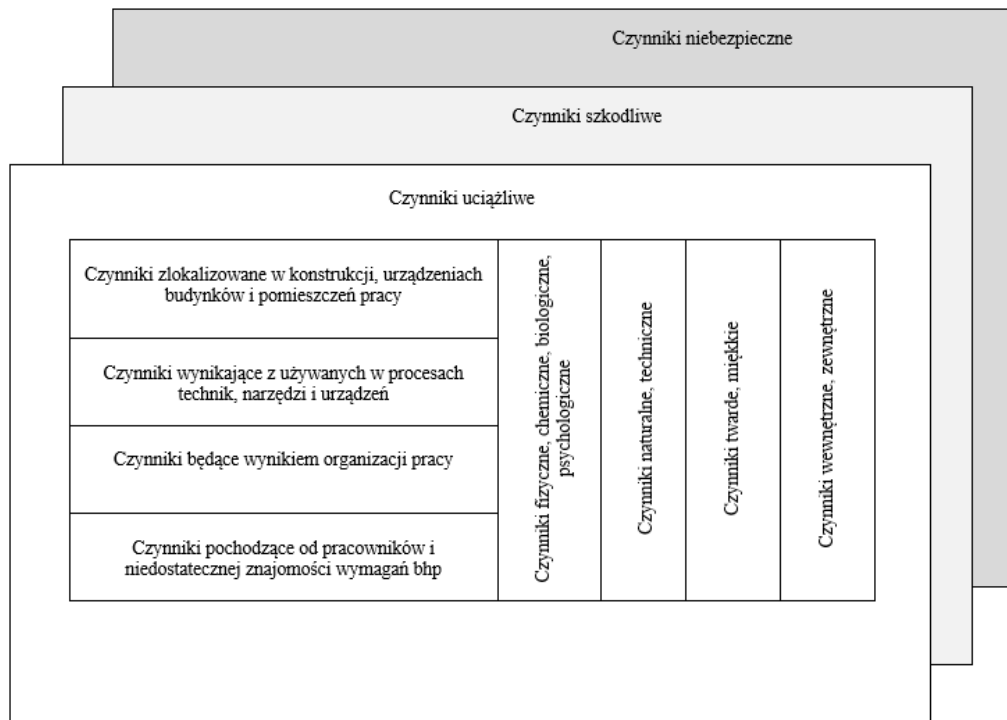 Czynniki niebezpieczne
Czynniki szkodliwe
Czynniki uciążliwe
Czynniki zlokalizowane w konstrukcji, urządzeniach
budynków i pomieszczeń pracy
Czynniki wynikające z używanych w procesach
technik, narzędzi i urządzeń
Czynniki będące wynikiem organizacji pracy
Czynniki pochodzące od pracowników i
niedostatecznej znajomości wymagań bhp
Czynniki fizyczne, chemiczne, biologiczne,
psychologiczne
Czynniki naturalne, techniczne
Czynniki twarde, miękkie
Czynniki wewnętrzne, zewnętrzne